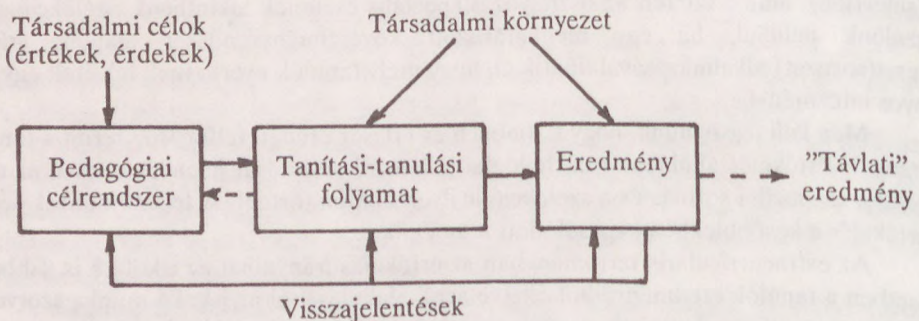 Társadalmi célok
(értékek, érdekek)
Társadalmi környezet
Pedagógiai
célrendszer
Tanítási-tanulási
folyamat
Eredmény
"Távlati"
eredmény
Visszajelentések